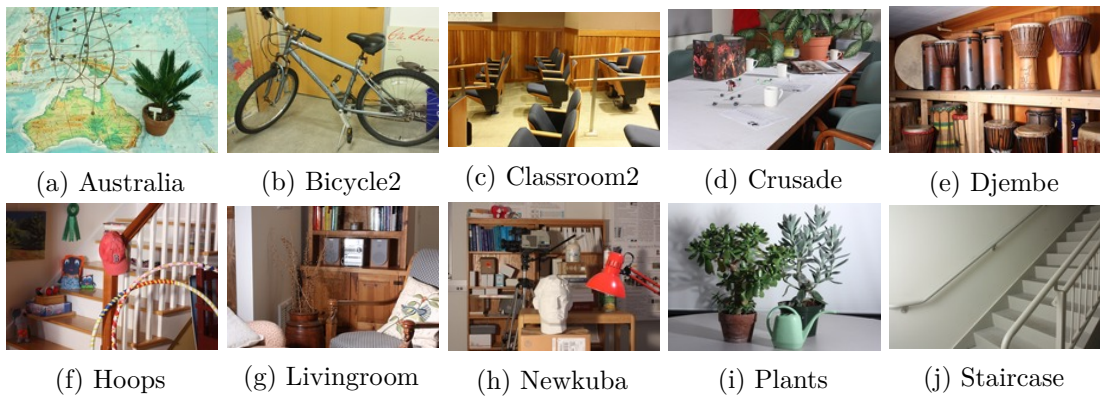 (a) Australia
(b) Bicycle2
(c) Classroom2
(d) Crusade
(e) Djembe
(f) Hoops
(g) Livingroom
(h) Newkuba
(i) Plants
(j) Staircase